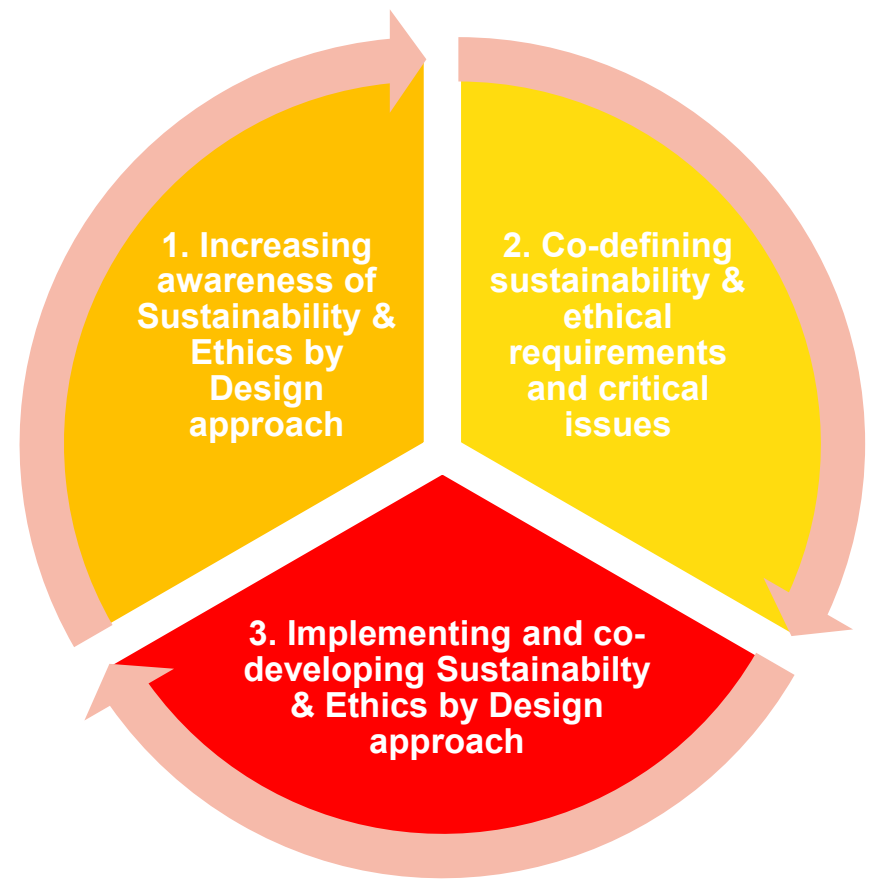 1. Increasing
awareness of
Sustainability &
Ethics by
Design
approach
2. Co-defining
sustainability &
ethical
requirements
and critical
issues
3. Implementing and co-
developing Sustainabilty
& Ethics by Design
approach